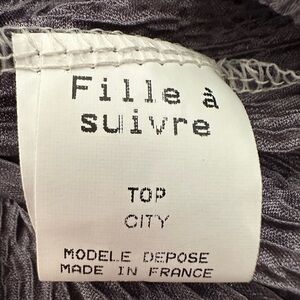 Fille à
suivre
TOP
CITY
MODELE DEPOSE
MADE IN FRANCE